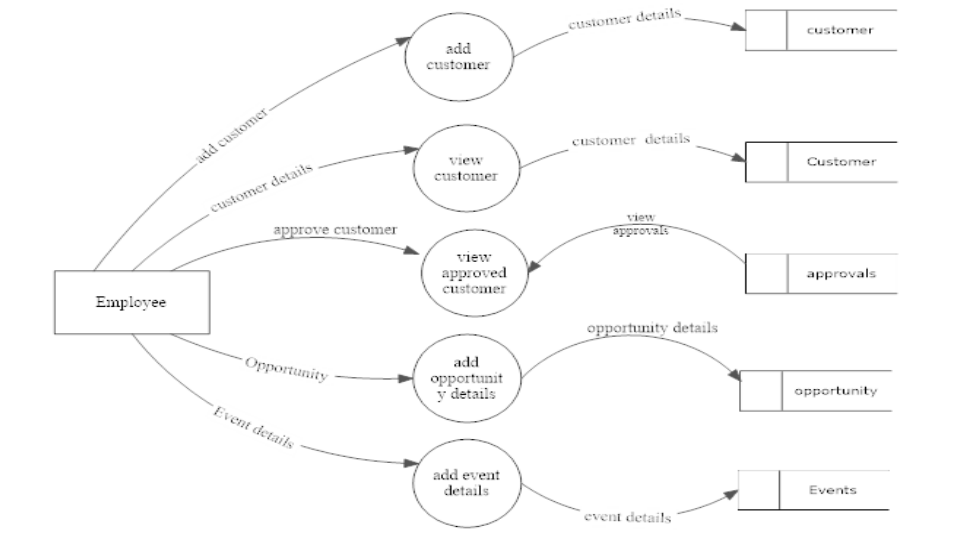 customer details
customer
add
customer
add customer
customer details
view
customer
customer details
Customer
approve customer
view
approved
customer
view
approvals
approvals
Employee
Opportunity
add
opportunit
y details
opportunity details
opportunity
Event details
add event
details
event details
Events